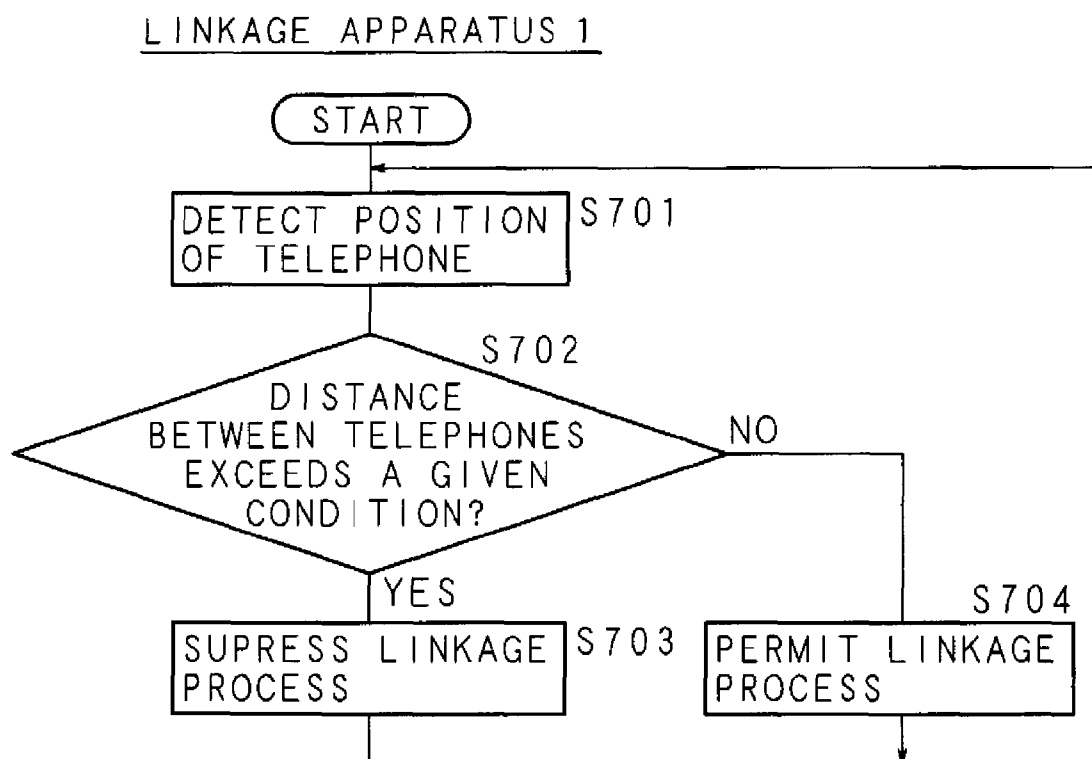 LINKAGE APPARATUS 1
START
DETECT POSITION
OF TELEPHONE
S701
S702
DISTANCE
BETWEEN TELEPHONES
EXCEEDS A GIVEN
CONDITION?
NO
YES
SUPRESS LINKAGE
PROCESS
S703
S704
PERMIT LINKAGE
PROCESS